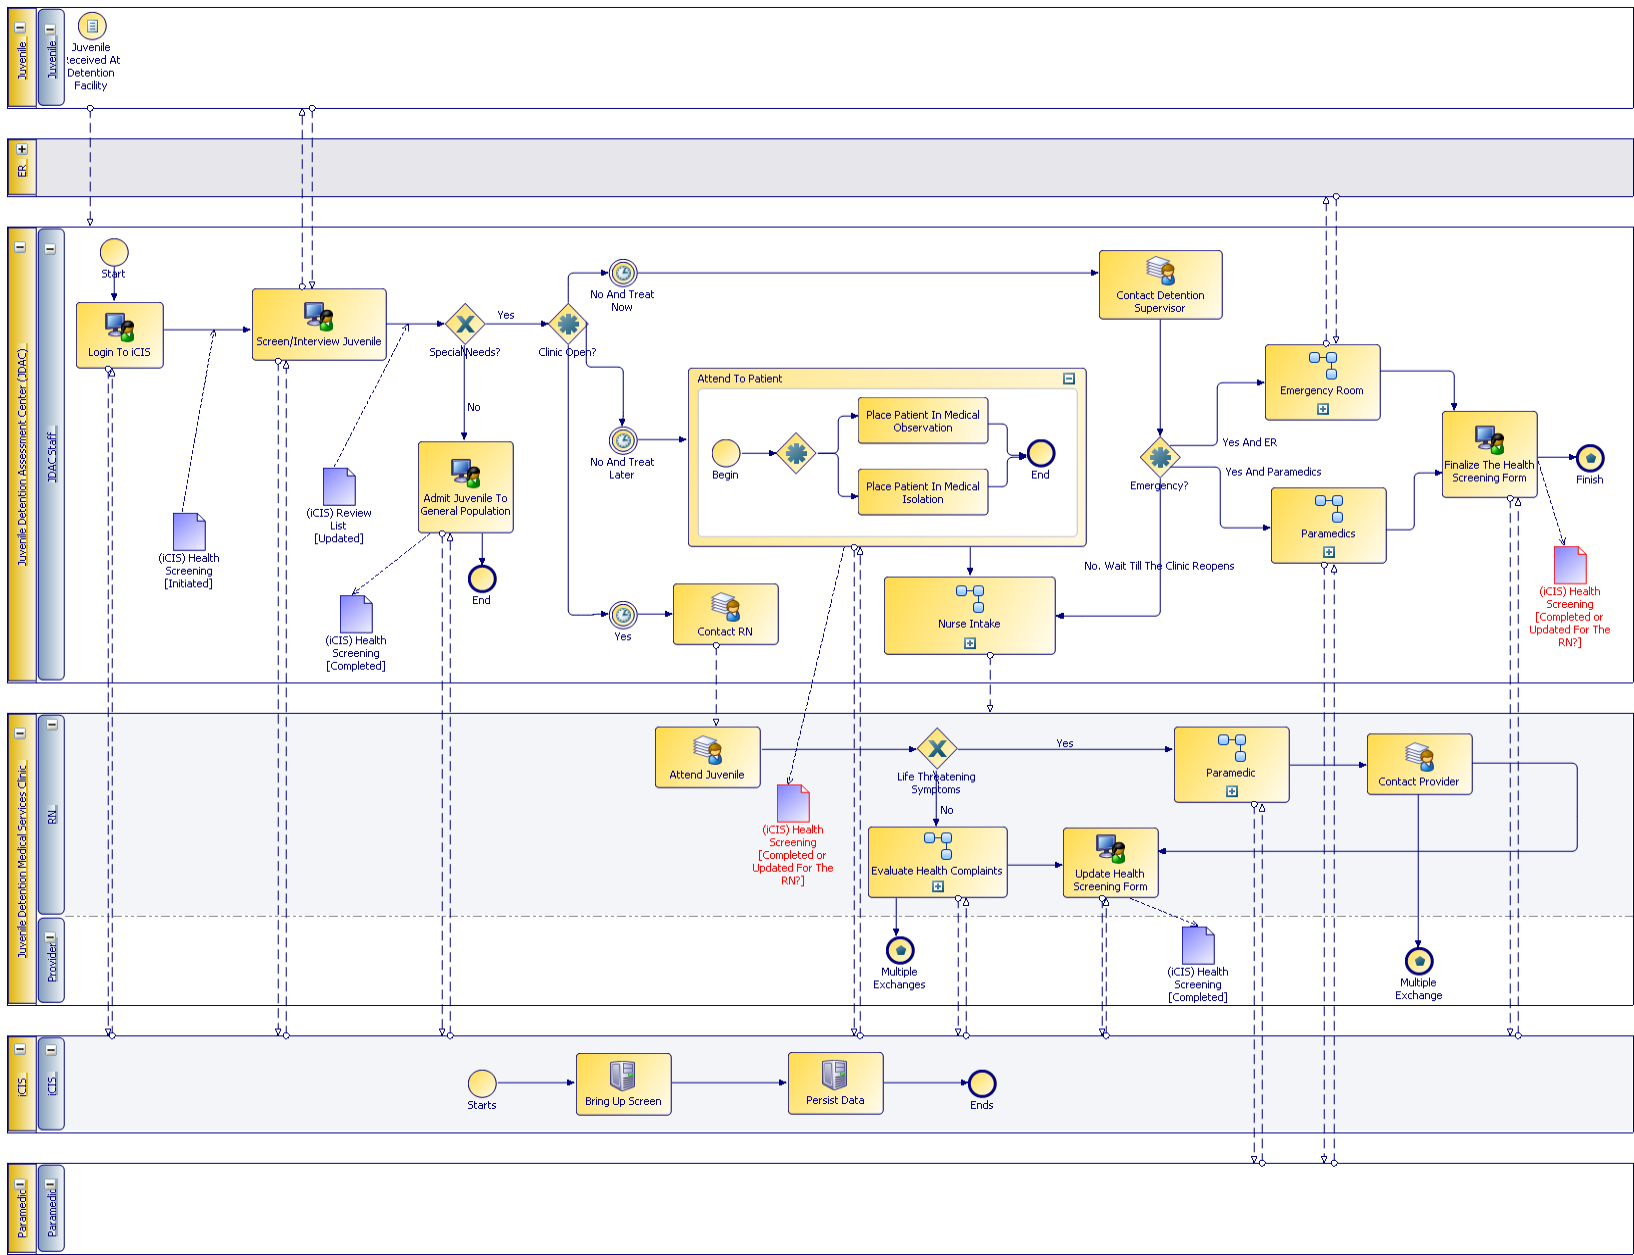 Juvenile
Juvenile
Juvenile
eceived At
Detention
Facility
ER
Juvenile Detention Assessment Center (JDAC)
JDAC Staff
Start
Login To iCIS
(iCIS) Health
Screening
[Initiated]
Screen/Interview Juvenile
(iCIS) Review
List
[Updated]
Special Needs?
Yes
No
Admit Juvenile To
General Population
End
(iCIS) Health
Screening
[Completed]
Clinic Open?
No And Treat
Now
No And Treat
Later
Yes
Contact RN
Attend To Patient
Begin
Place Patient In Medical
Observation
Place Patient In Medical
Isolation
End
Nurse Intake
Contact Detention
Supervisor
Emergency?
Yes And ER
Yes And Paramedics
No. Wait Till The Clinic Reopens
Emergency Room
Paramedics
Finalize The Health
Screening Form
Finish
(iCIS) Health
Screening
[Completed or
Updated For The
RN?]
Juvenile Detention Medical Services Clinic
RN
Provider
Attend Juvenile
(iCIS) Health
Screening
[Completed or
Updated For The
RN?]
Life Threatening
Symptoms
Yes
No
Evaluate Health Complaints
Multiple
Exchanges
Update Health
Screening Form
(iCIS) Health
Screening
[Completed]
Paramedic
Contact Provider
Multiple
Exchange
iCIS
iCIS
Starts
Bring Up Screen
Persist Data
Ends
Paramedic
Paramedic